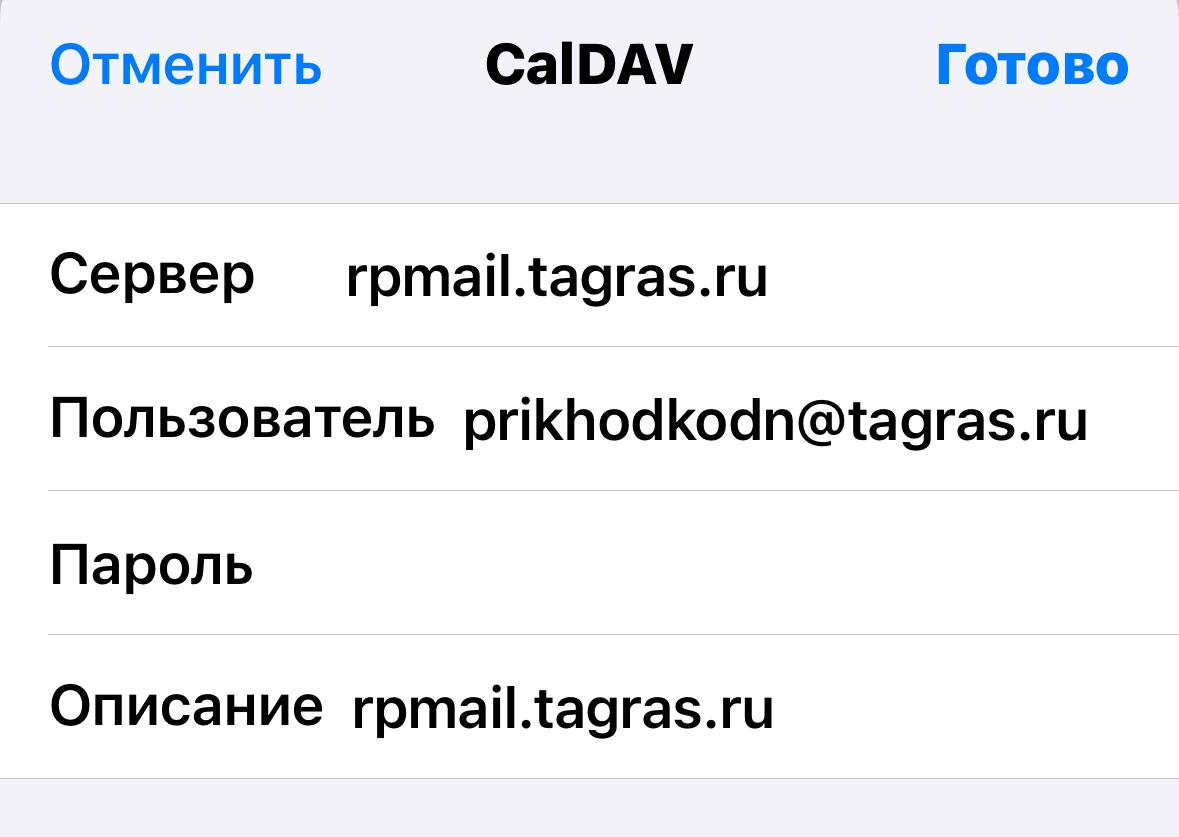 Отменить CalDAV Готово
Сервер rpmail.tagras.ru
Пользователь prikhodkodn@tagras.ru
Пароль
Описание rpmail.tagras.ru